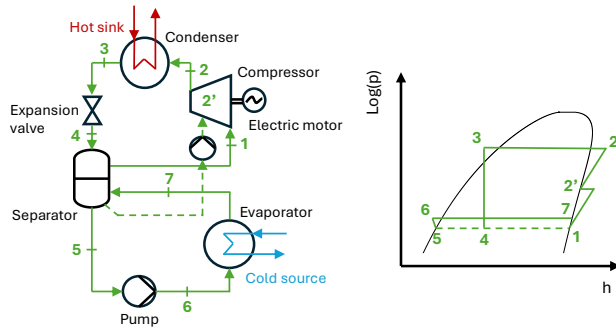 Hot sink
Condenser
3
2
Compressor
2'
Expansion
valve
Electric motor
4
1
7
Separator
Evaporator
5
Cold source
6
Pump
Log(p)
3
2
2'
6
7
5
4
1
h